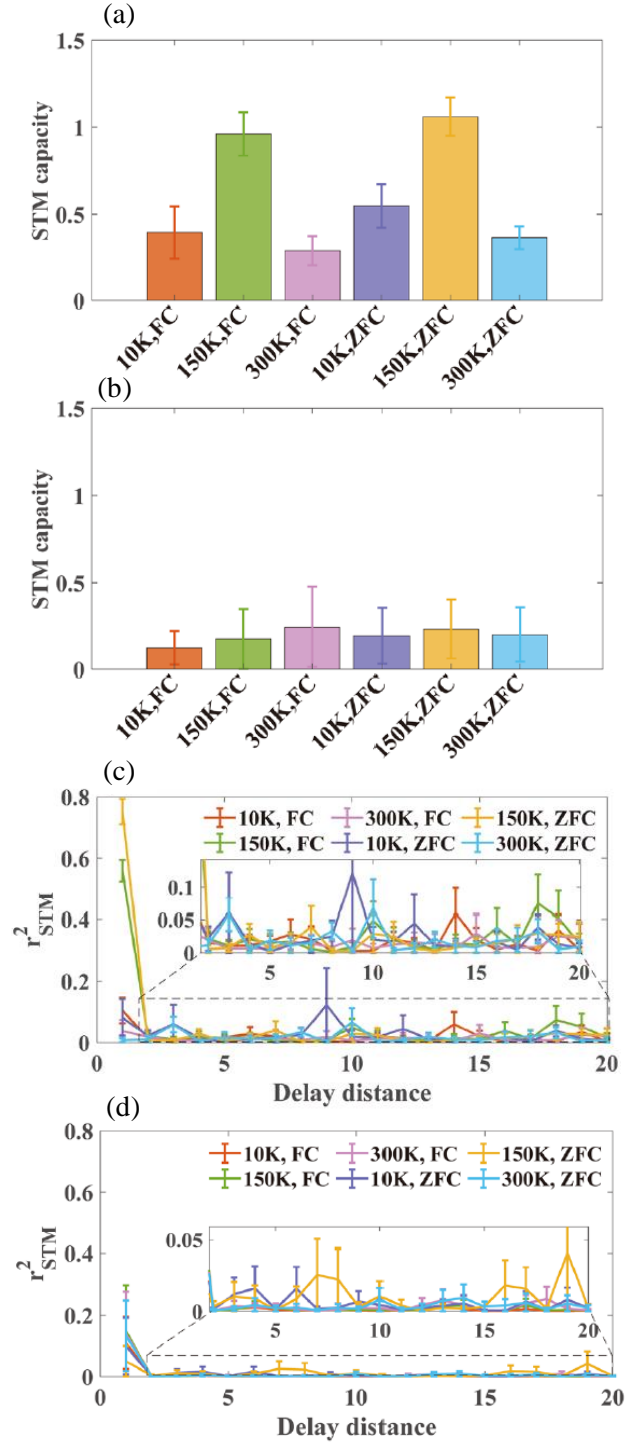 (a)
1.5
1
0.5
0
STM capacity
10K,FC
150K,FC
300K,FC
10K,ZFC
150K,ZFC
300K,ZFC
(b)
1.5
1
0.5
0
STM capacity
10K,FC
150K,FC
300K,FC
10K,ZFC
150K,ZFC
300K,ZFC
(c)
0.8
0.6
0.4
0.2
0
r²STM
10K, FC 300K, FC 150K, ZFC
150K, FC 10K, ZFC 300K, ZFC
0.1
0.05
0
5 10 15 20
0 5 10 15 20
Delay distance
(d)
0.8
0.6
0.4
0.2
0
r²STM
10K, FC 300K, FC 150K, ZFC
150K, FC 10K, ZFC 300K, ZFC
0.05
0
5 10 15 20
0 5 10 15 20
Delay distance